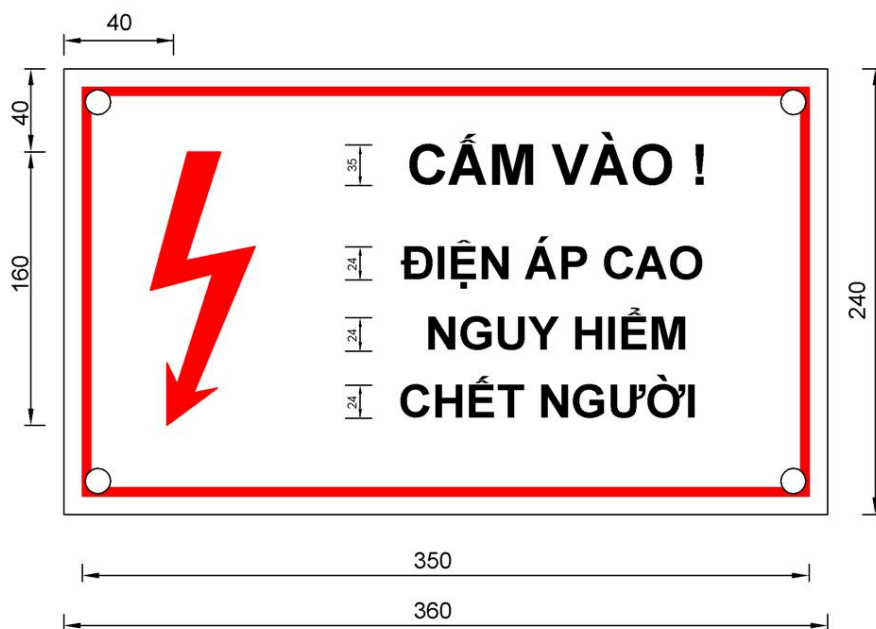 40
40
CẤM VÀO !
35
ĐIỆN ÁP CAO
24
160
240
NGUY HIỂM
24
CHẾT NGƯỜI
24
350
360